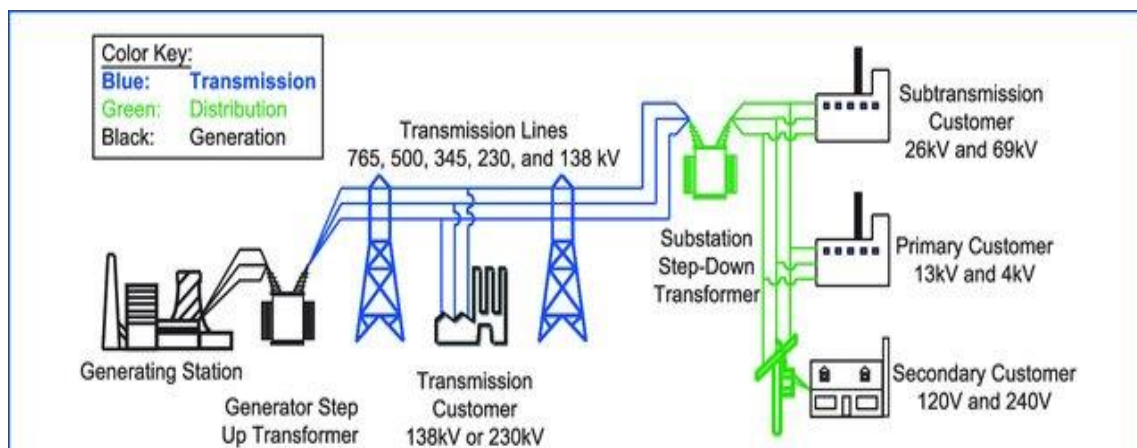 Color Key:
Blue: Transmission
Green: Distribution
Black: Generation
Transmission Lines
765, 500, 345, 230, and 138 kV
Subtransmission
Customer
26kV and 69kV
Substation
Step-Down
Transformer
Primary Customer
13kV and 4kV
Generating Station
Generator Step
Up Transformer
Transmission
Customer
138kV or 230kV
Secondary Customer
120V and 240V